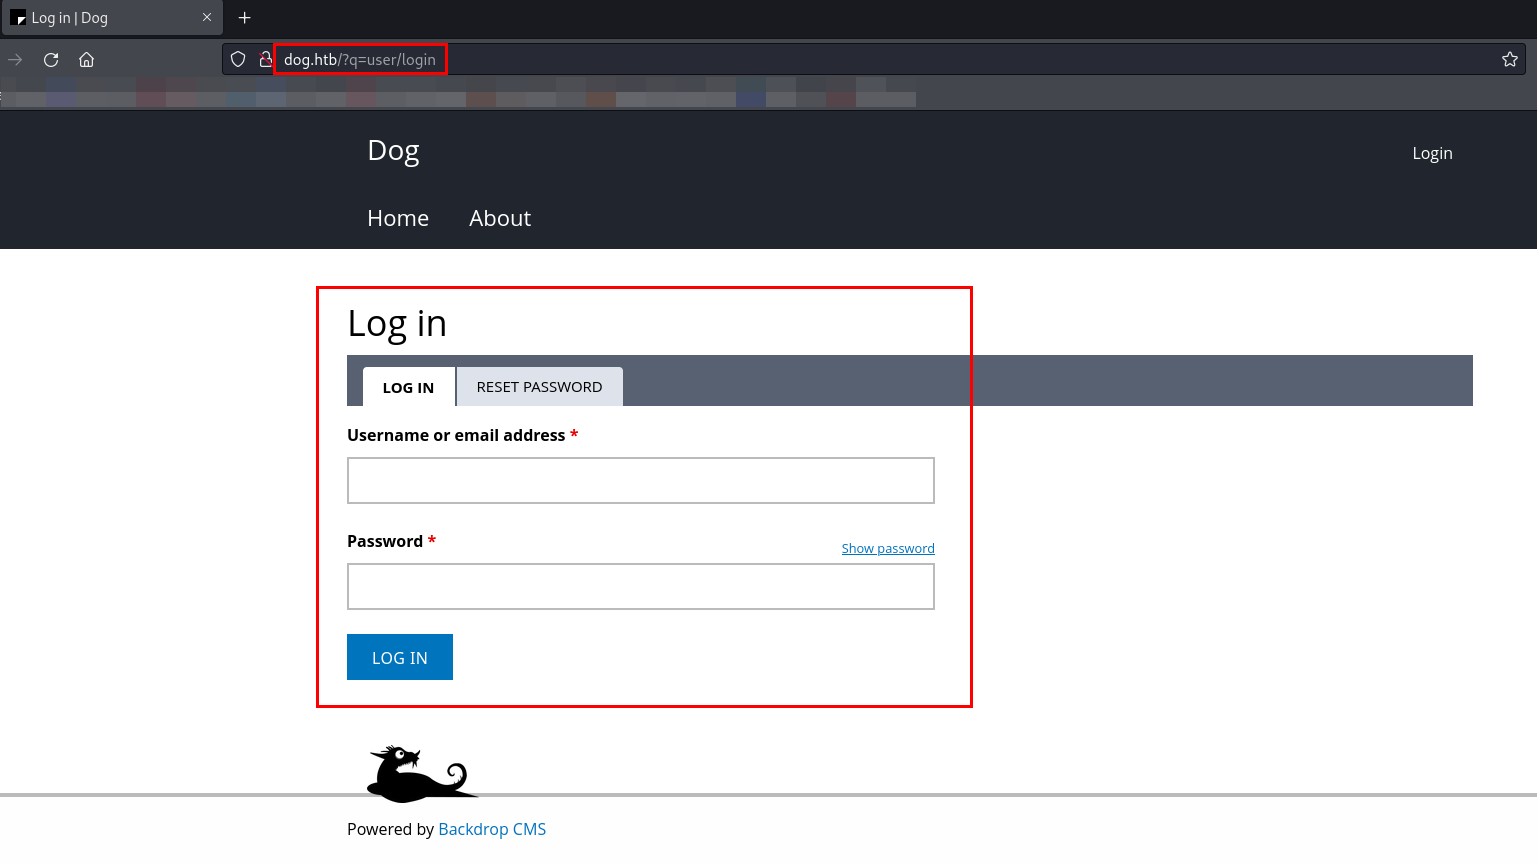 Log in | Dog
dog.htb/?q=user/login
Dog
Login
Home About
Log in
LOG IN RESET PASSWORD
Username or email address *
Password *
Show password
LOG IN
Powered by Backdrop CMS